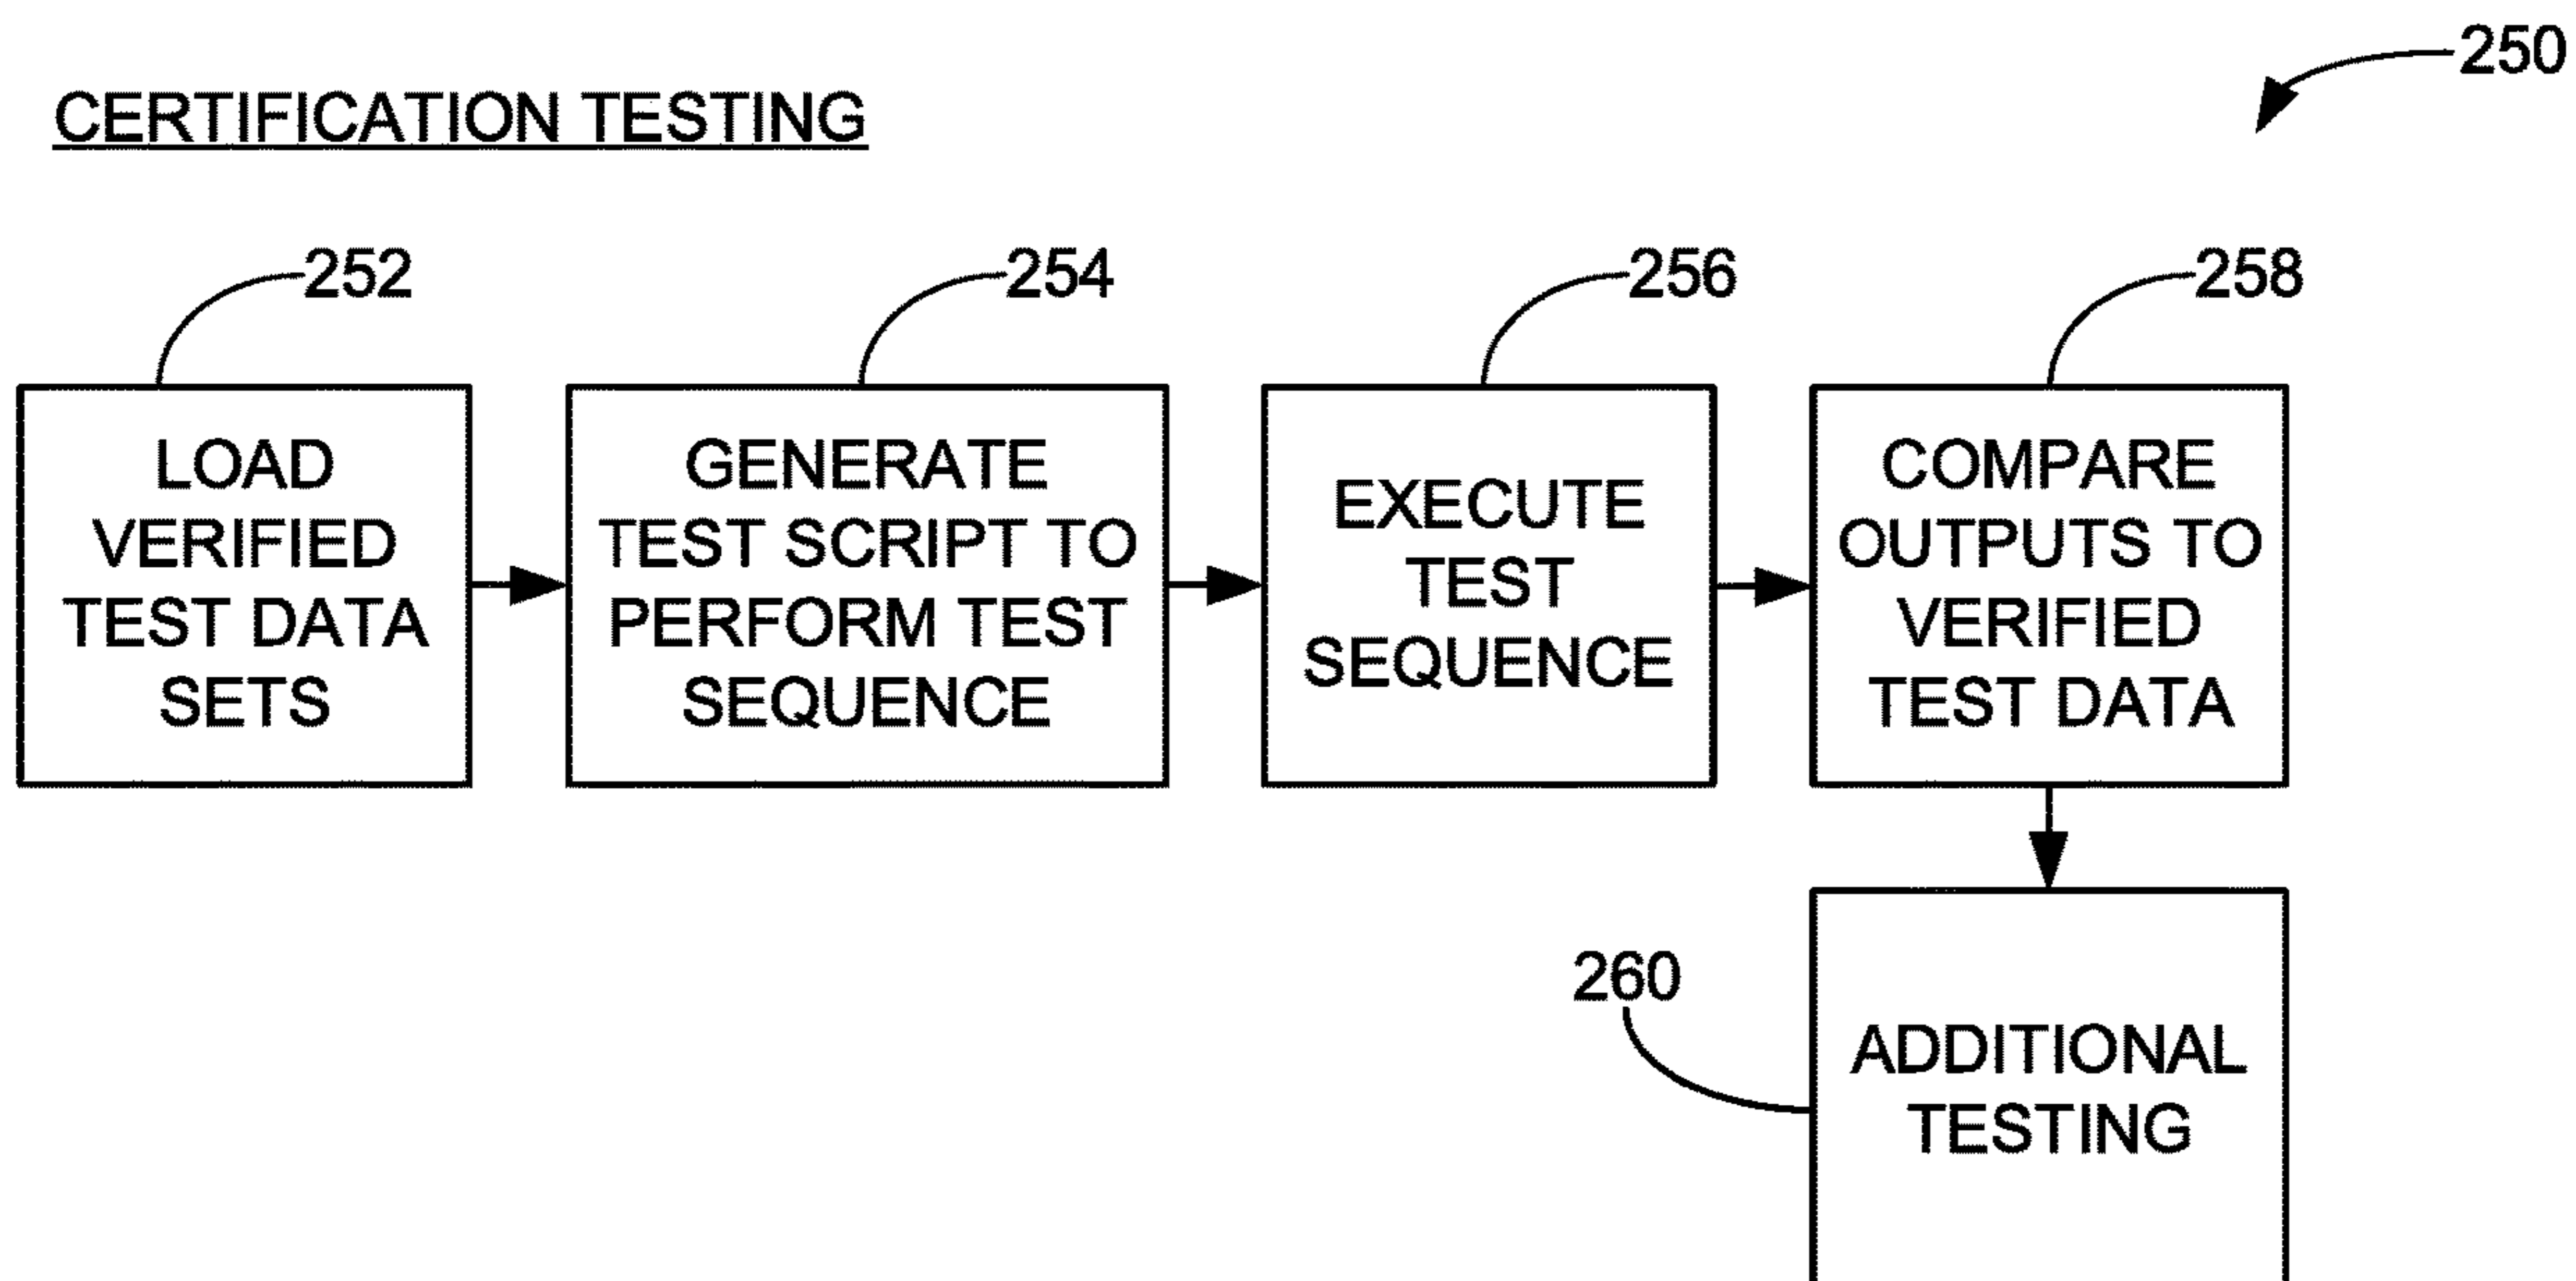 250
CERTIFICATION TESTING
252
254
256
258
LOAD
VERIFIED
TEST DATA
SETS
GENERATE
TEST SCRIPT TO
PERFORM TEST
SEQUENCE
EXECUTE
TEST
SEQUENCE
COMPARE
OUTPUTS TO
VERIFIED
TEST DATA
260
ADDITIONAL
TESTING